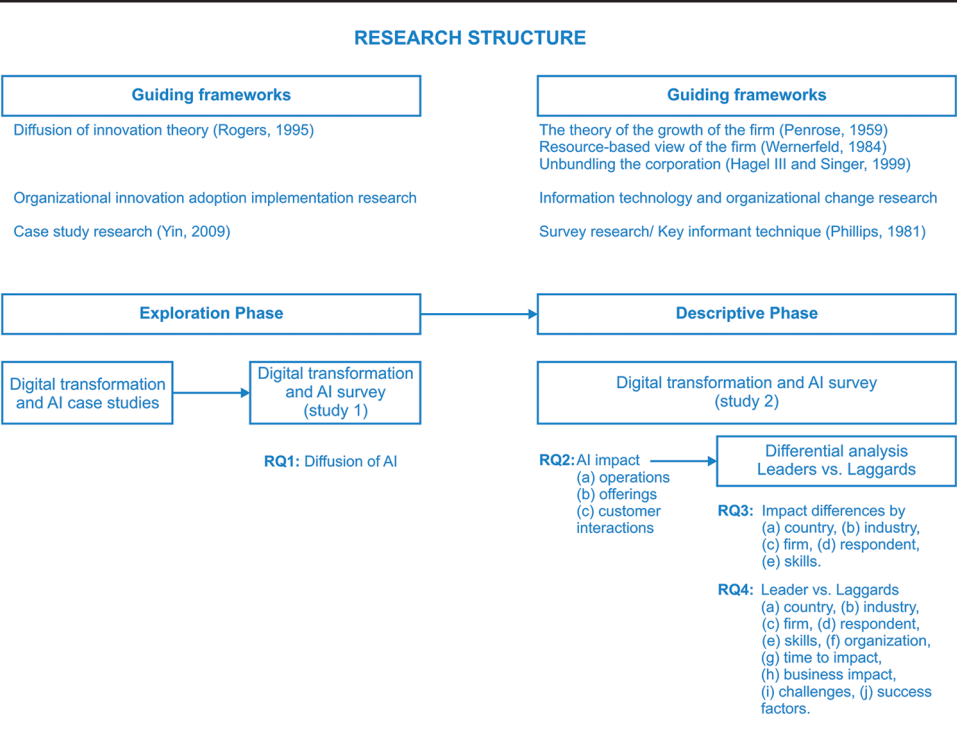 RESEARCH STRUCTURE
Guiding frameworks
Diffusion of innovation theory (Rogers, 1995)
Organizational innovation adoption implementation research
Case study research (Yin, 2009)
Guiding frameworks
The theory of the growth of the firm (Penrose, 1959)
Resource-based view of the firm (Wernerfeld, 1984)
Unbundling the corporation (Hagel III and Singer, 1999)
Information technology and organizational change research
Survey research/ Key informant technique (Phillips, 1981)
Exploration Phase
Descriptive Phase
Digital transformation
and AI case studies
Digital transformation
and AI survey
(study 1)
RQ1: Diffusion of AI
Digital transformation and AI survey
(study 2)
RQ2: AI impact
(a) operations
(b) offerings
(c) customer
interactions
Differential analysis
Leaders vs. Laggards
RQ3: Impact differences by
(a) country, (b) industry,
(c) firm, (d) respondent,
(e) skills.
RQ4: Leader vs. Laggards
(a) country, (b) industry,
(c) firm, (d) respondent,
(e) skills, (f) organization,
(g) time to impact,
(h) business impact,
(i) challenges, (j) success
factors.